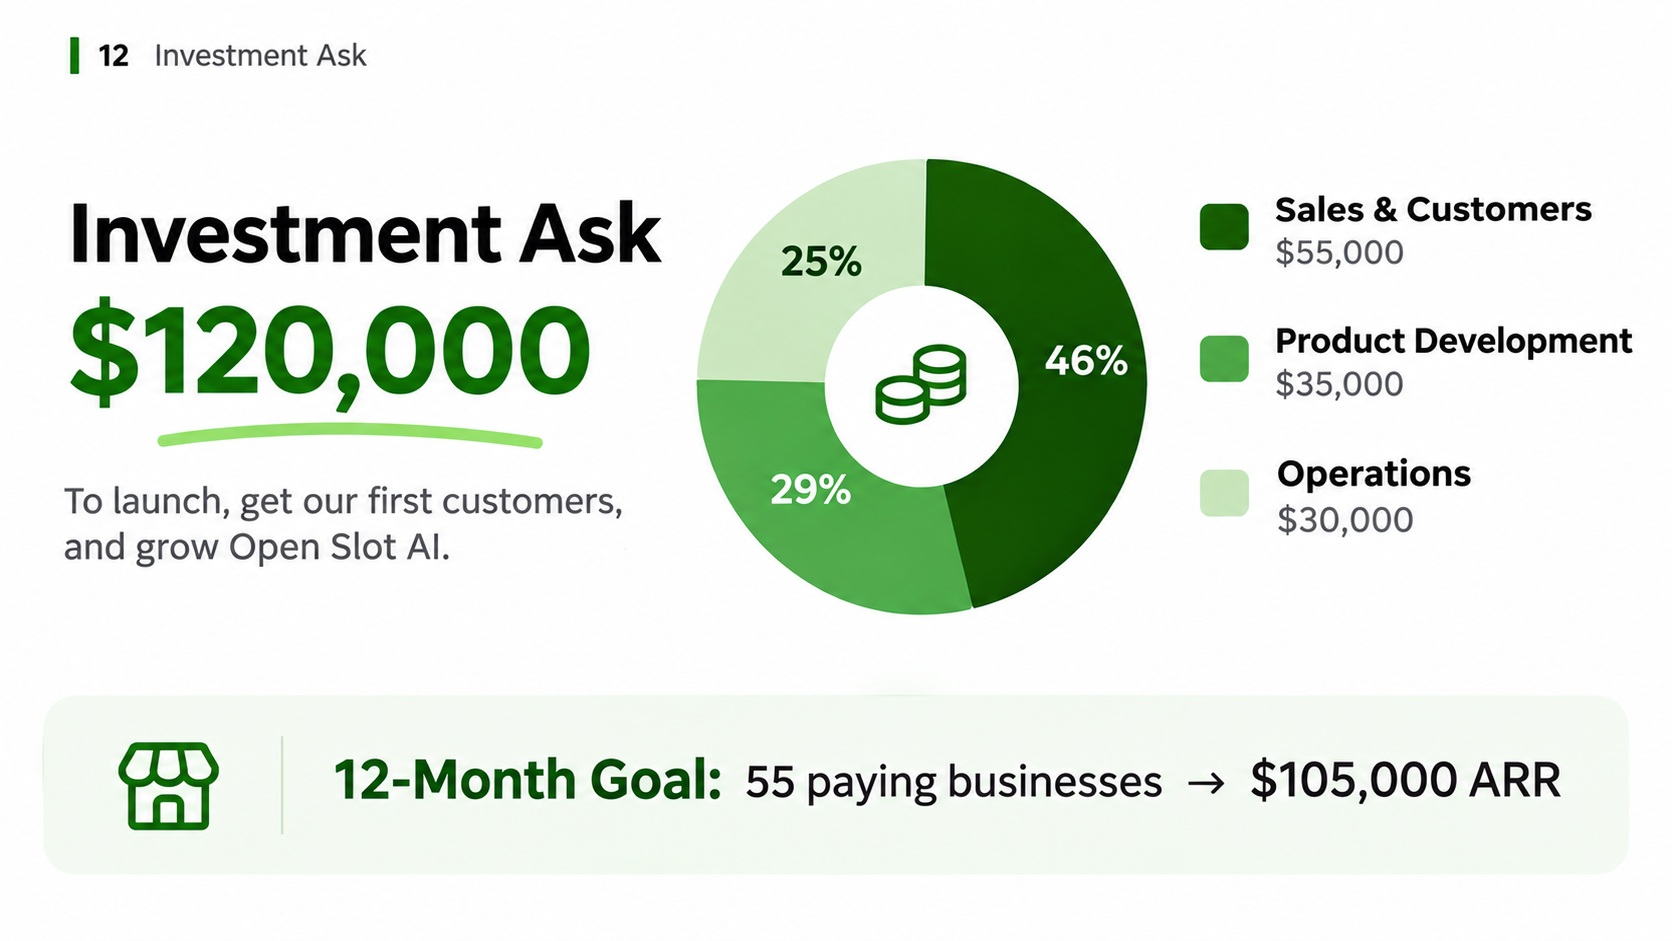 12 Investment Ask
Investment Ask
$120,000
To launch, get our first customers,
and grow Open Slot AI.
25%
46%
29%
Sales & Customers
$55,000
Product Development
$35,000
Operations
$30,000
12-Month Goal: 55 paying businesses → $105,000 ARR